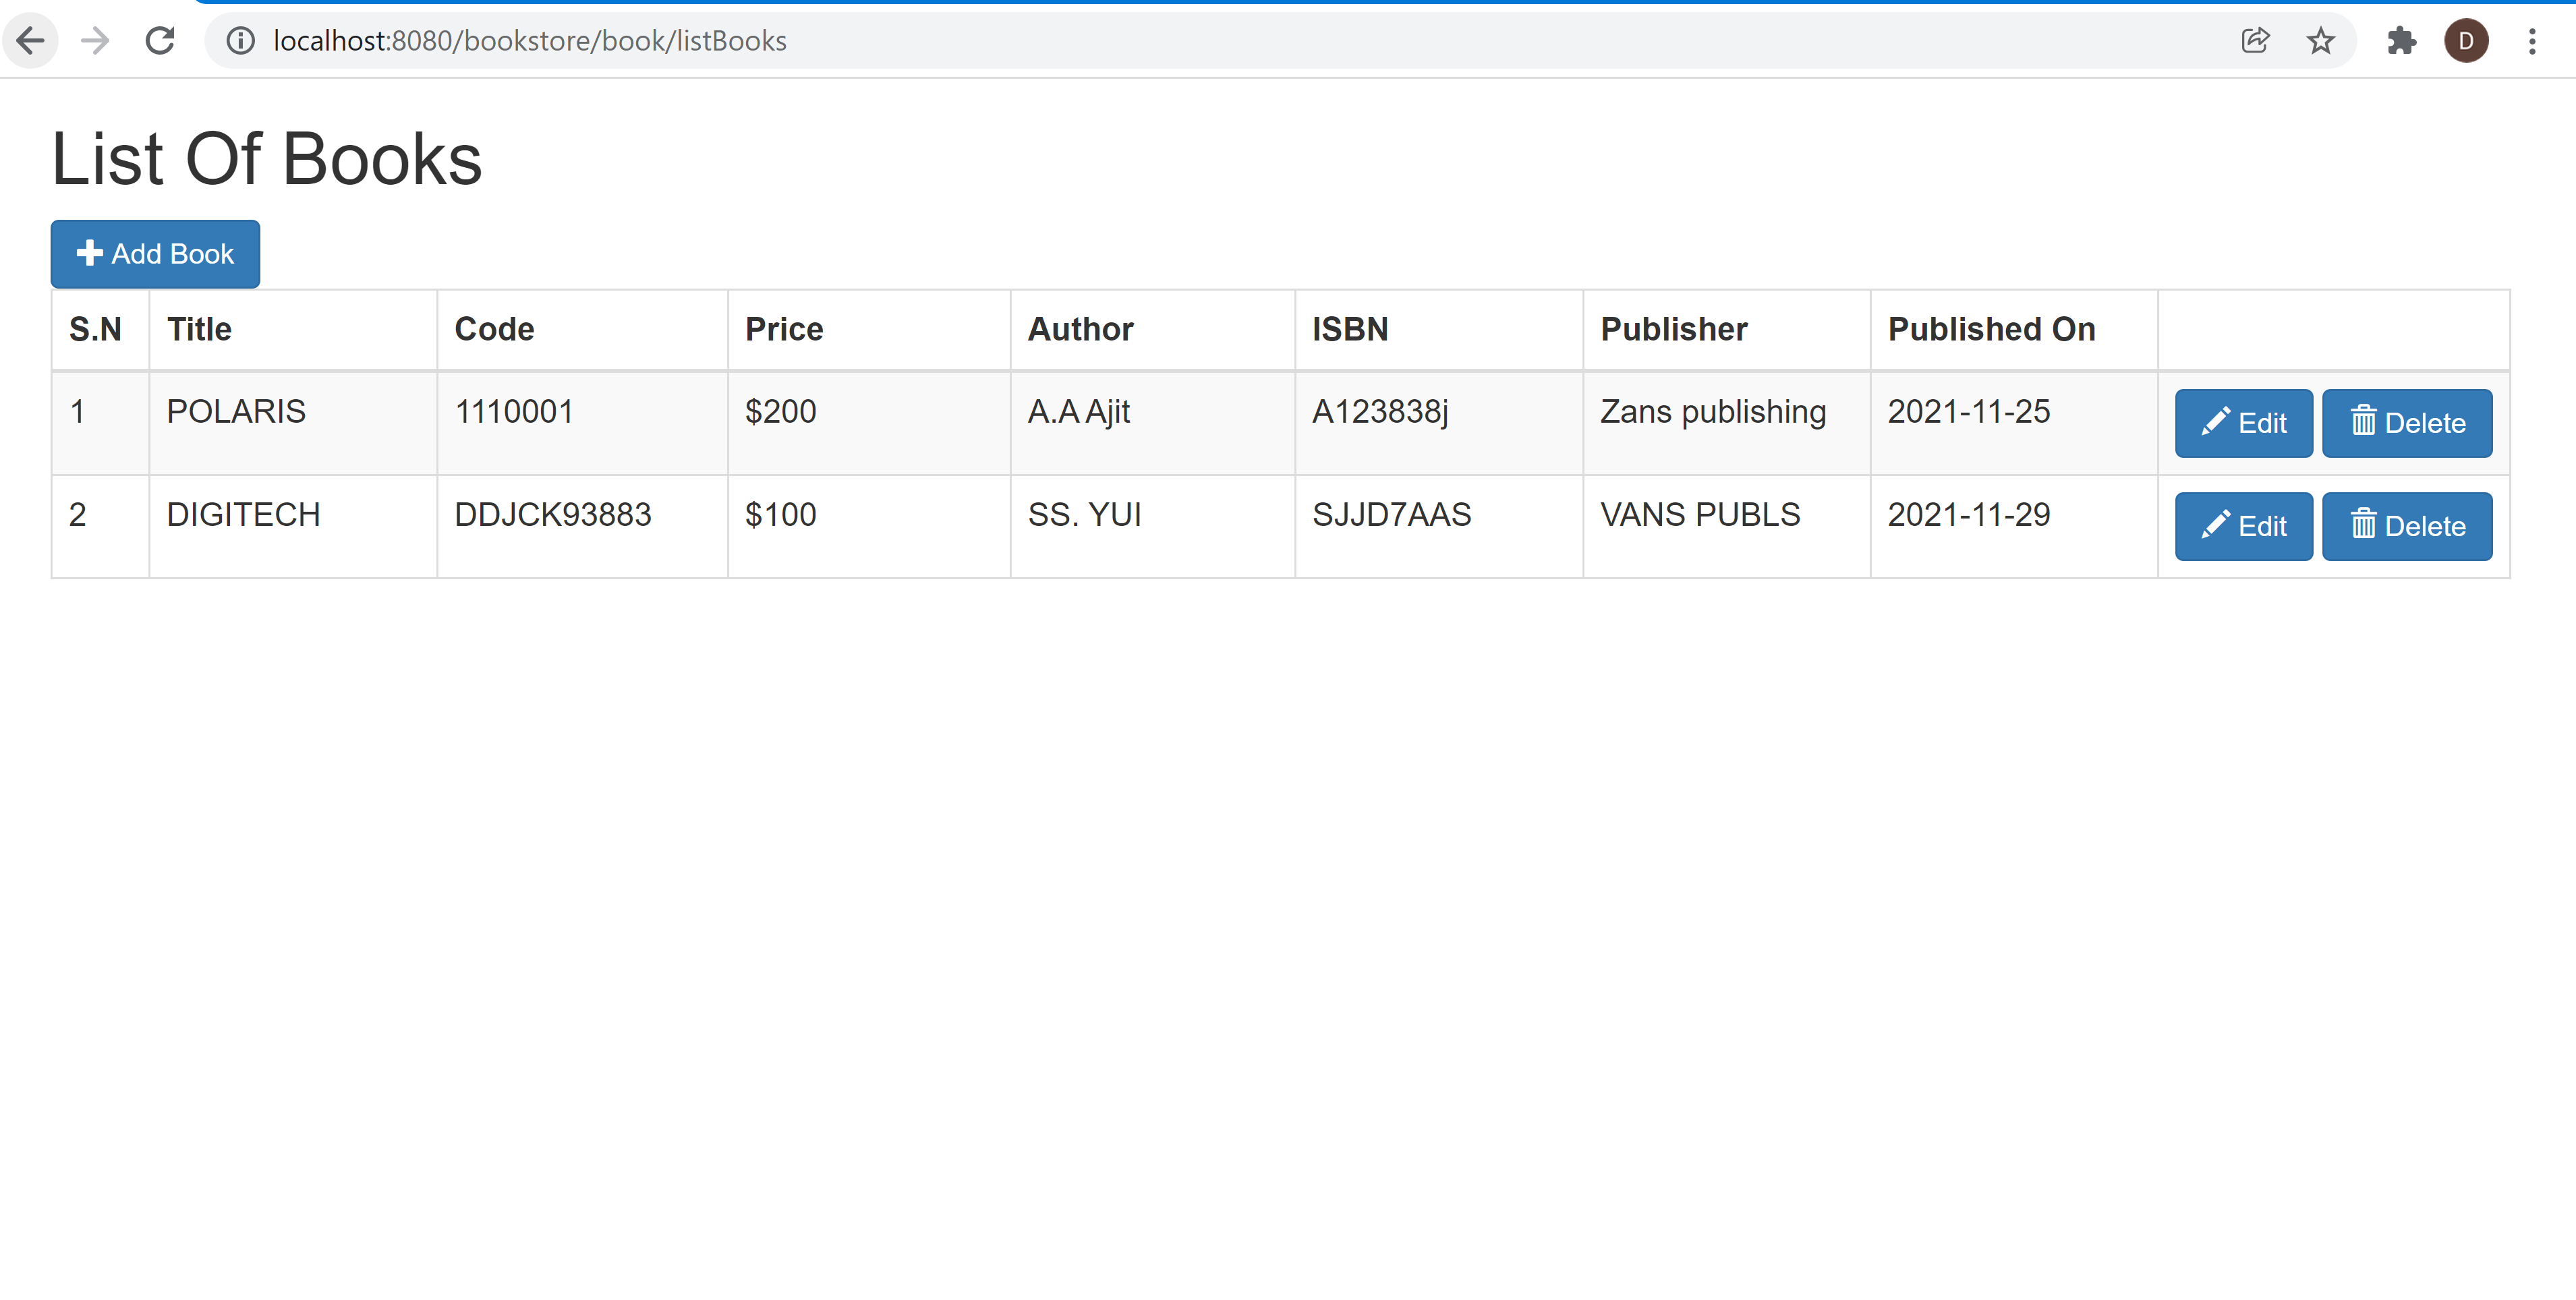 localhost:8080/bookstore/book/listBooks
D
List Of Books
Add Book
S.N Title Code Price Author ISBN Publisher Published On
1 POLARIS 1110001 $200 A.A Ajit A123838j Zans publishing 2021-11-25 Edit Delete
2 DIGITECH DDJCK93883 $100 SS. YUI SJJD7AAS VANS PUBLS 2021-11-29 Edit Delete